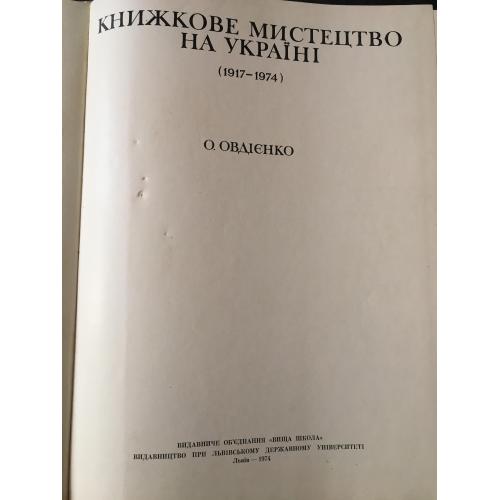 КНИЖКОВЕ МИСТЕЦТВО
НА УКРАЇНІ
(1917–1974)
О. ОВДІЄНКО
ВИДАВНИЧЕ ОБ'ЄДНАННЯ «ВИЩА ШКОЛА»
ВИДАВНИЦТВО ПРИ ЛЬВІВСЬКОМУ ДЕРЖАВНОМУ УНІВЕРСИТЕТІ
Львів — 1974